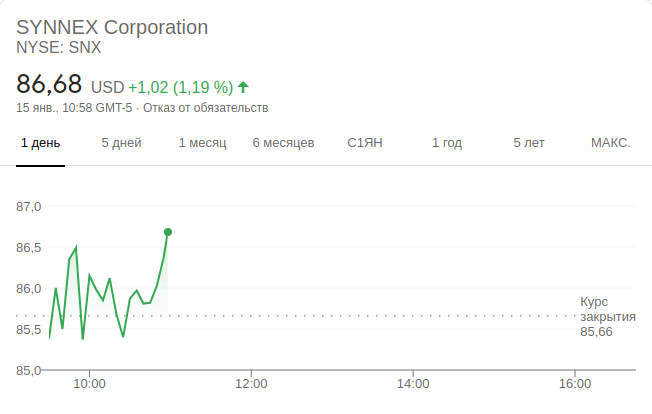 SYNNEX Corporation
NYSE: SNX
86,68 USD +1,02 (1,19 %)
15 янв., 10:58 GMT-5 · Отказ от обязательств
1 день 5 дней 1 месяц 6 месяцев С1ЯН 1 год 5 лет МАКС.
87,0
86,5
86,0
85,5
85,0
Курс
закрытия
85,66
10:00 12:00 14:00 16:00